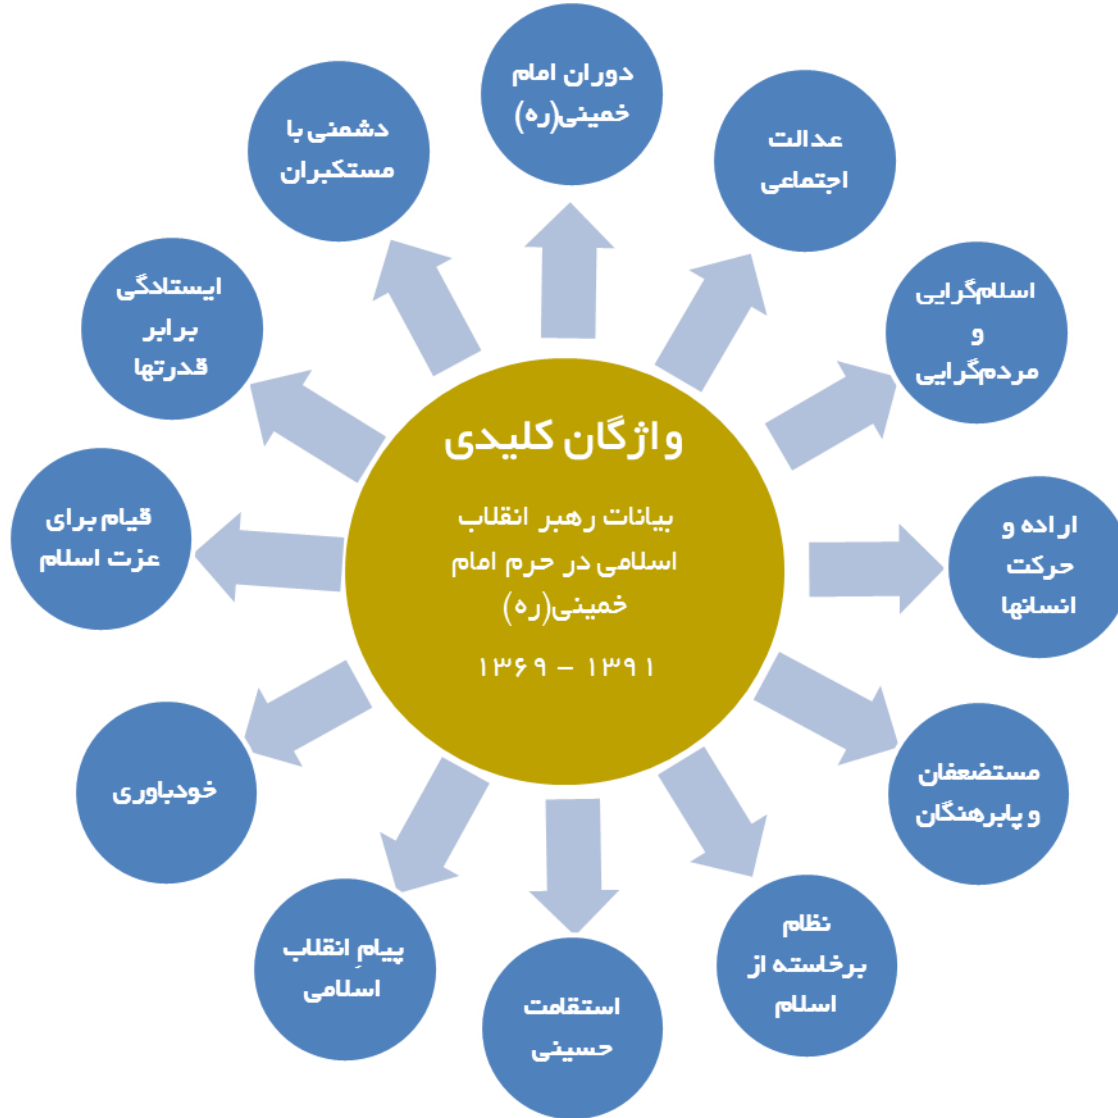 واژگان کلیدی
بیانات رهبر انقلاب
اسلامی در حرم امام
خمینی(ره)
۱۳۶۹ – ۱۳۹۱
دوران امام
خمینی(ره)
عدالت
اجتماعی
اسلام‌گرایی
و
مردم‌گرایی
اراده و
حرکت
انسانها
مستضعفان
و پابرهنگان
نظام
برخاسته از
اسلام
استقامت
حسینی
پیامِ انقلاب
اسلامی
خودباوری
قیام برای
عزت اسلام
ایستادگی
برابر
قدرتها
دشمنی با
مستکبران